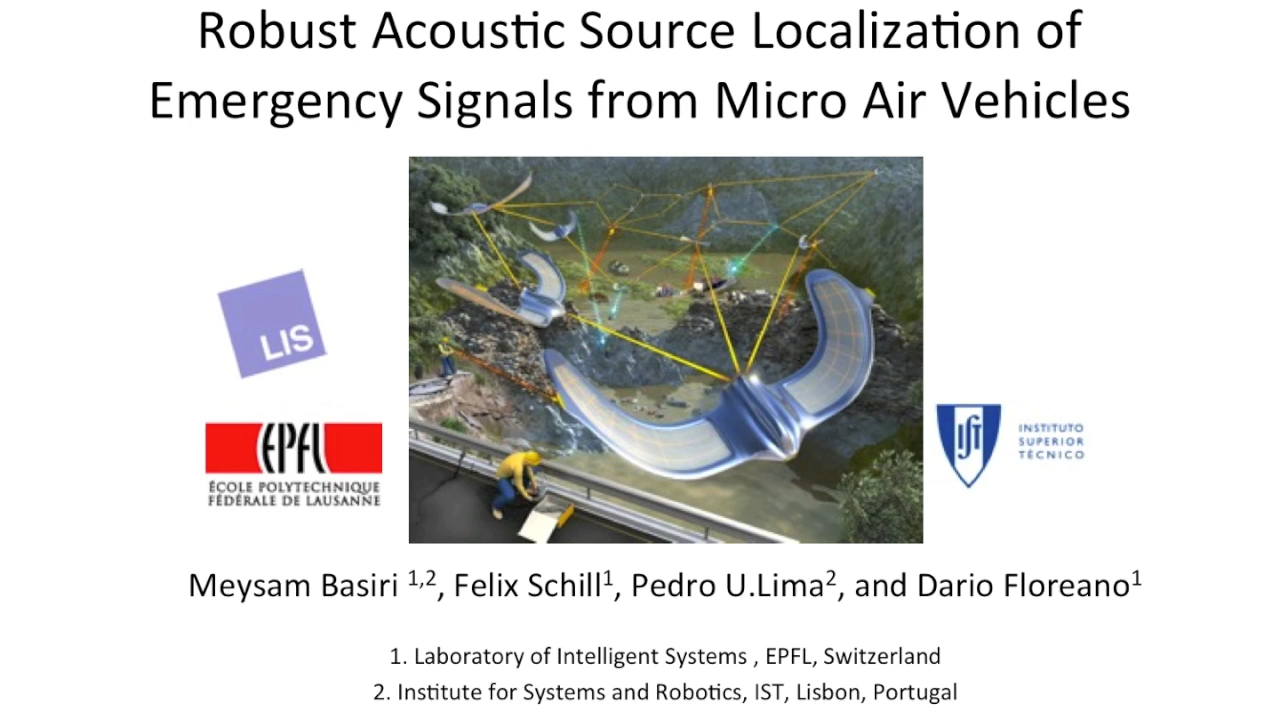 Robust Acoustic Source Localization of
Emergency Signals from Micro Air Vehicles
LIS
EPFL
ÉCOLE POLYTECHNIQUE
FÉDÉRALE DE LAUSANNE
IST
INSTITUTO
SUPERIOR
TÉCNICO
Meysam Basiri 1,2, Felix Schill1, Pedro U.Lima2, and Dario Floreano1
1. Laboratory of Intelligent Systems , EPFL, Switzerland
2. Institute for Systems and Robotics, IST, Lisbon, Portugal